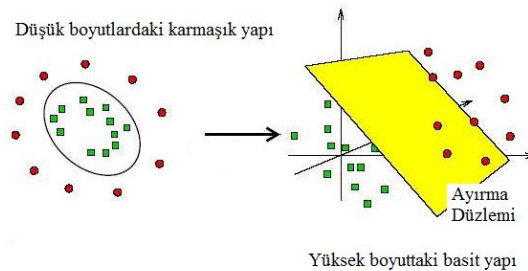 Düşük boyutlardaki karmaşık yapı
Ayırma
Düzlemi
Yüksek boyuttaki basit yapı